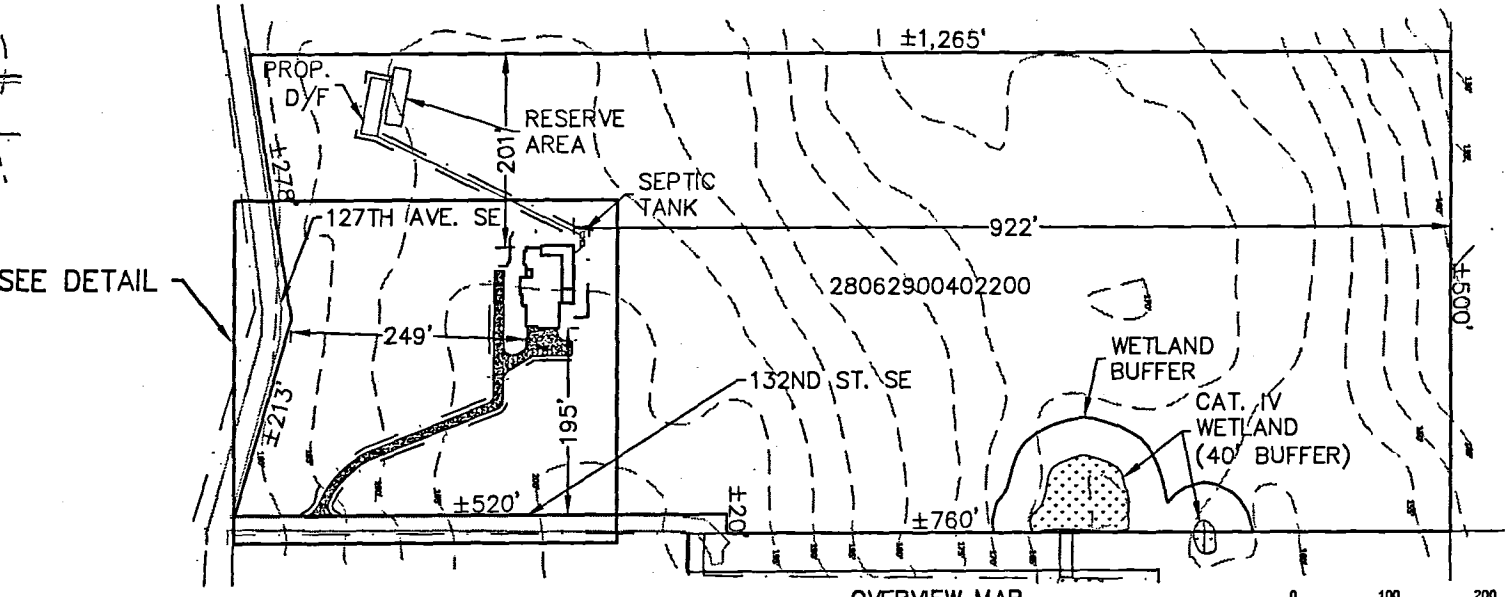 ±1,265'
PROP.
D/F
RESERVE
AREA
201'
±278'
SEPTIC
TANK
127TH AVE. SE
922'
SEE DETAIL
28062900402200
±500'
249'
WETLAND
BUFFER
132ND ST. SE
CAT. IV
WETLAND
(40' BUFFER)
±213'
195'
±520'
±20'
±760'
OVERVIEW MAP
0 100 200